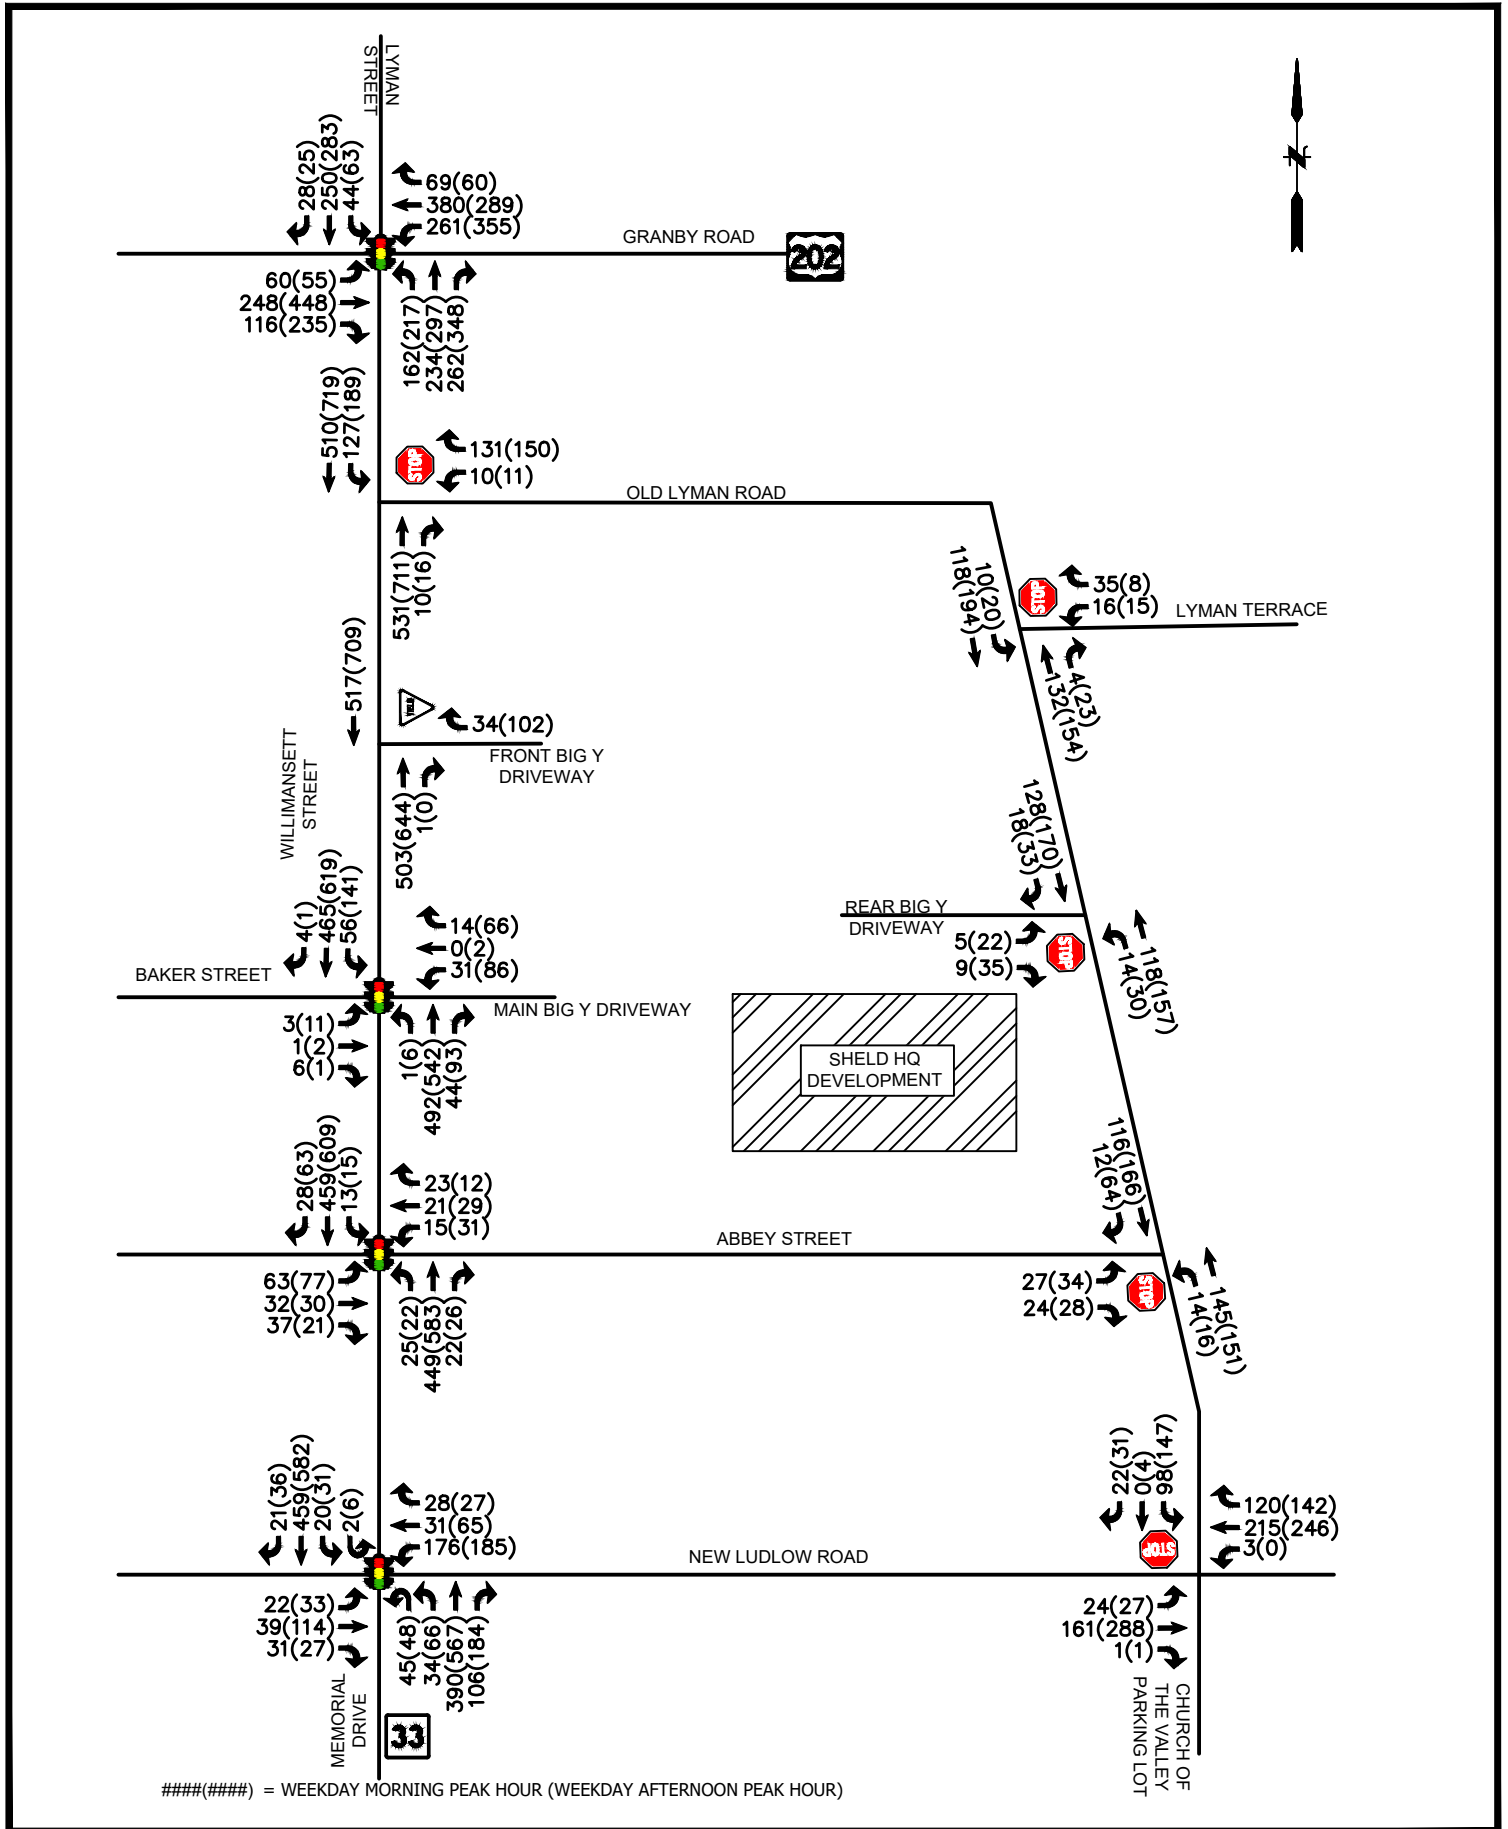 LYMAN
STREET
28(25)
250(283)
44(63)
69(60)
380(289)
261(355)
GRANBY ROAD
202
60(55)
248(448)
116(235)
162(217)
234(297)
262(348)
510(719)
127(189)
STOP
131(150)
10(11)
OLD LYMAN ROAD
531(711)
10(16)
10(20)
118(194)
STOP
35(8)
16(15)
LYMAN TERRACE
4(23)
132(154)
517(709)
YIELD
34(102)
FRONT BIG Y
DRIVEWAY
WILLIMANSETT
STREET
503(644)
1(0)
128(170)
18(33)
REAR BIG Y
DRIVEWAY
5(22)
9(35)
STOP
118(157)
14(30)
4(1)
465(619)
56(141)
14(66)
0(2)
31(86)
BAKER STREET
MAIN BIG Y DRIVEWAY
3(11)
1(2)
6(1)
1(6)
492(542)
44(93)
SHELD HQ
DEVELOPMENT
28(63)
459(609)
13(15)
23(12)
21(29)
15(31)
116(166)
12(64)
ABBEY STREET
63(77)
32(30)
37(21)
25(22)
449(583)
22(26)
27(34)
24(28)
STOP
145(151)
14(16)
21(36)
459(582)
20(31)
2(6)
28(27)
31(65)
176(185)
22(31)
0(4)
98(147)
STOP
120(142)
215(246)
3(0)
NEW LUDLOW ROAD
22(33)
39(114)
31(27)
45(48)
34(66)
390(567)
106(184)
24(27)
161(288)
1(1)
MEMORIAL
DRIVE
33
CHURCH OF
THE VALLEY
PARKING LOT
####(####) = WEEKDAY MORNING PEAK HOUR (WEEKDAY AFTERNOON PEAK HOUR)
N